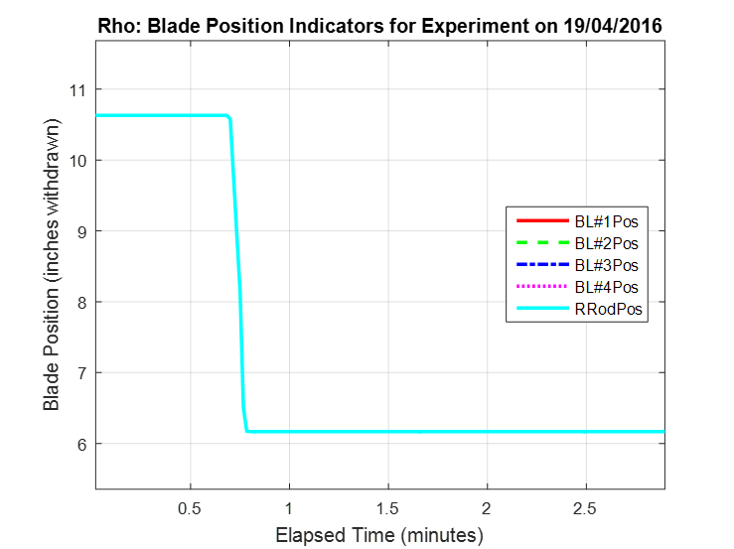 Rho: Blade Position Indicators for Experiment on 19/04/2016
Blade Position (inches withdrawn)
11
10
9
8
7
6
BL#1Pos
BL#2Pos
BL#3Pos
BL#4Pos
RRodPos
0.5 1 1.5 2 2.5
Elapsed Time (minutes)